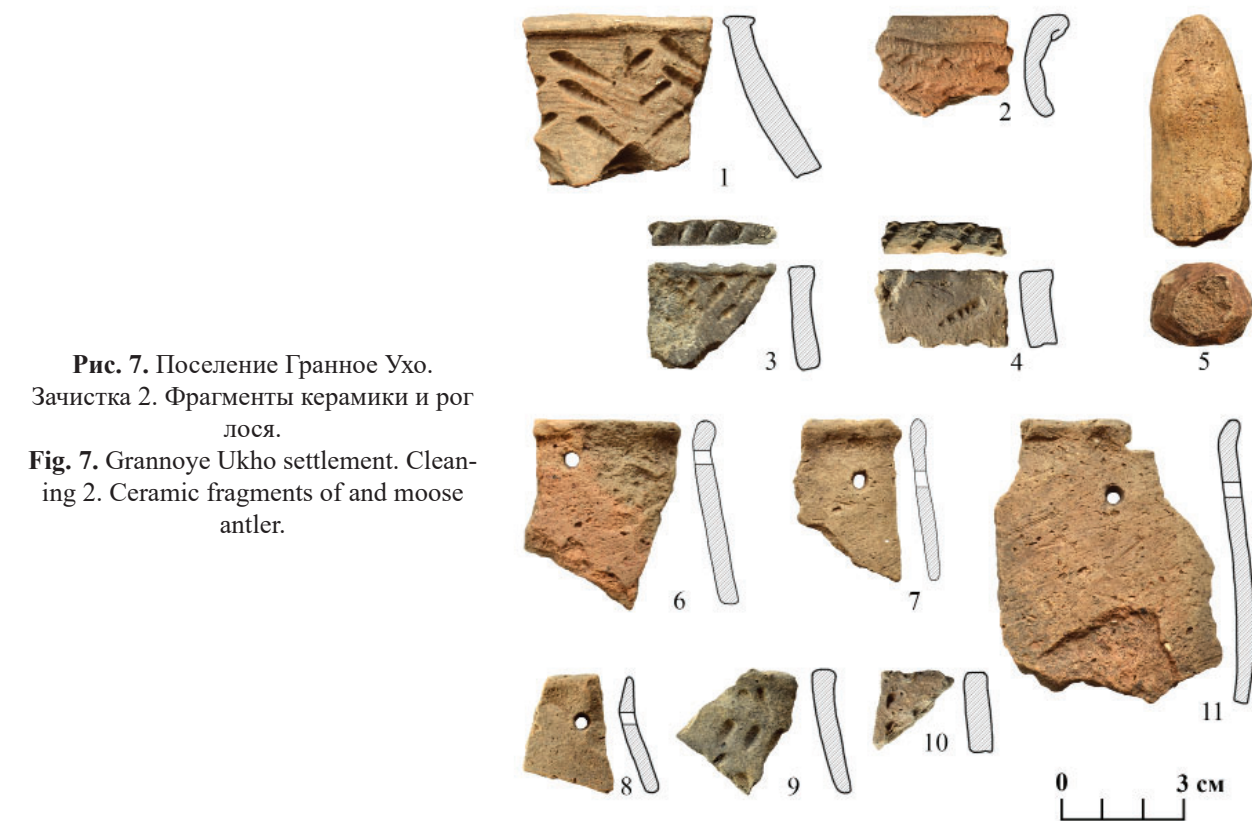 Рис. 7. Поселение Гранное Ухо.
Зачистка 2. Фрагменты керамики и рог
лося.
Fig. 7. Grannoye Ukho settlement. Clean-
ing 2. Ceramic fragments of and moose
antler.
1
2
3
4
5
6
7
8
9
10
11
0 3 см